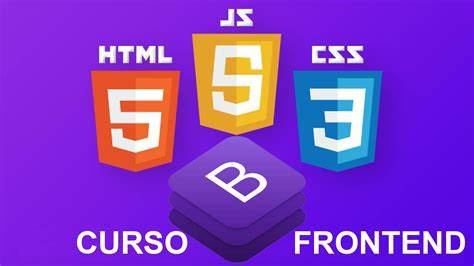 JS
HTML CSS
5 5 3
B
CURSO FRONTEND